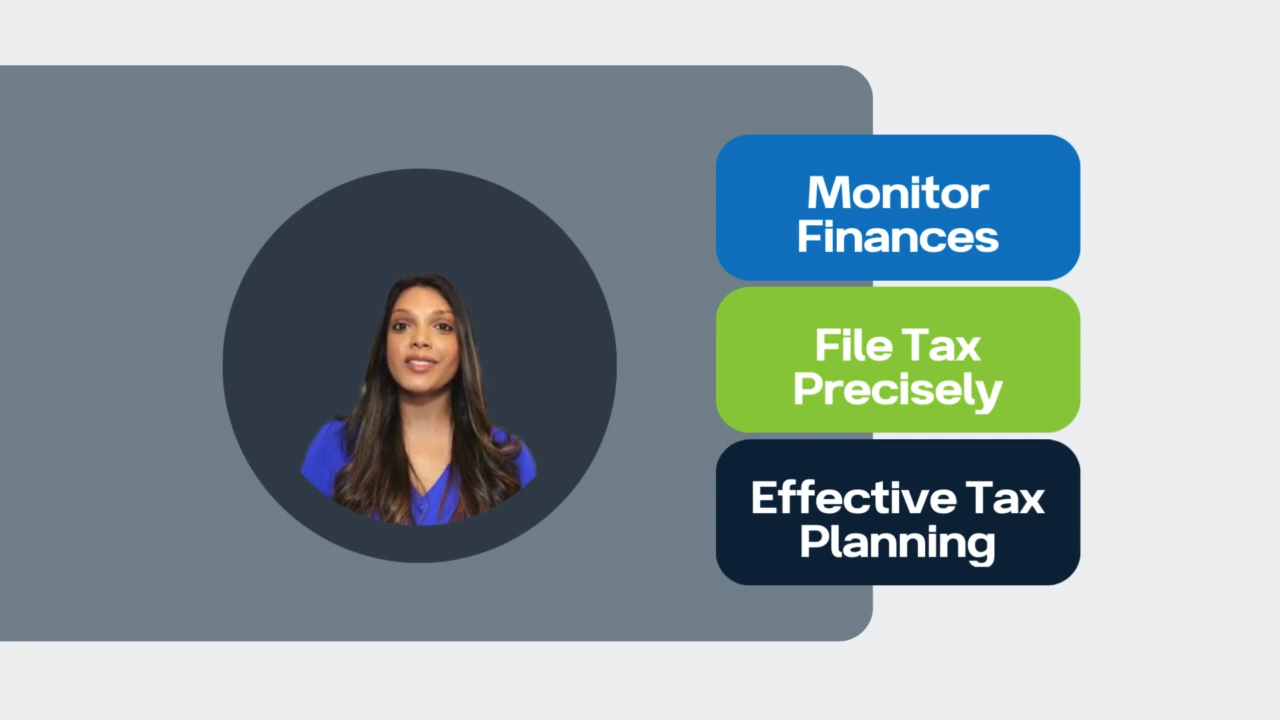 Monitor
Finances
File Tax
Precisely
Effective Tax
Planning